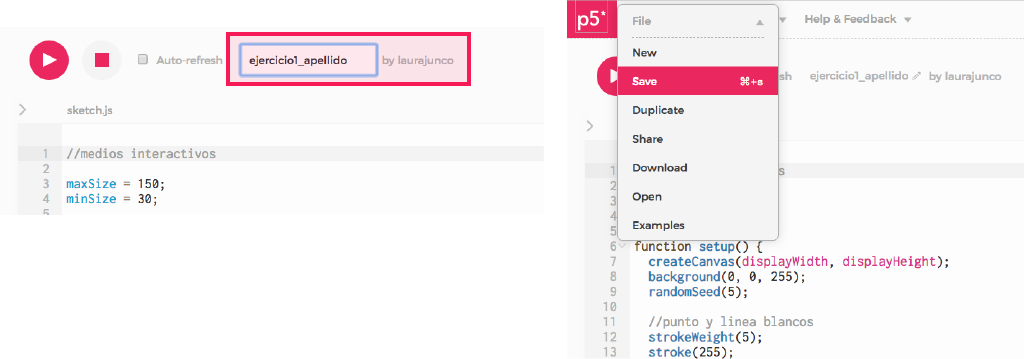 Auto-refresh ejercicio1_apellido by laurajunco
sketch.js
1 //medios interactivos
2
3 maxSize = 150;
4 minSize = 30;
5
p5* File Help & Feedback
New
Save ⌘+s
Duplicate
Share
Download
Open
Examples
sh ejercicio1_apellido by laurajunco
1 s
2
3
4
5
6 function setup() {
7 createCanvas(displayWidth, displayHeight);
8 background(0, 0, 255);
9 randomSeed(5);
10
11 //punto y linea blancos
12 strokeWeight(5);
13 stroke(255);